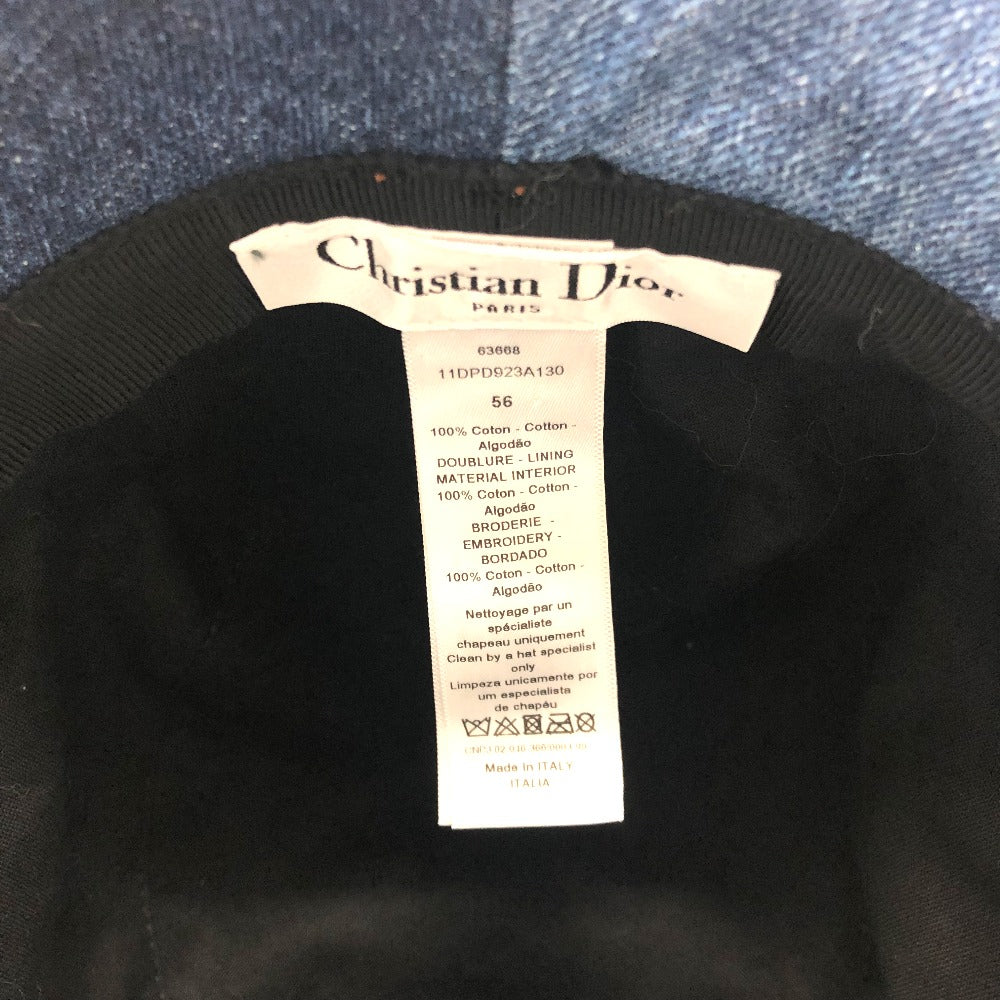 Christian Dior
PARIS
63668
11DPD923A130
56
100% Coton - Cotton -
Algodão
DOUBLURE - LINING
MATERIAL INTERIOR
100% Coton - Cotton -
Algodão
BRODERIE -
EMBROIDERY -
BORDADO
100% Coton - Cotton -
Algodão
Nettoyage par un
spécialiste
chapeau uniquement
Clean by a hat specialist
only
Limpeza unicamente por
um especialista
de chapéu
Made In ITALY
ITALIA